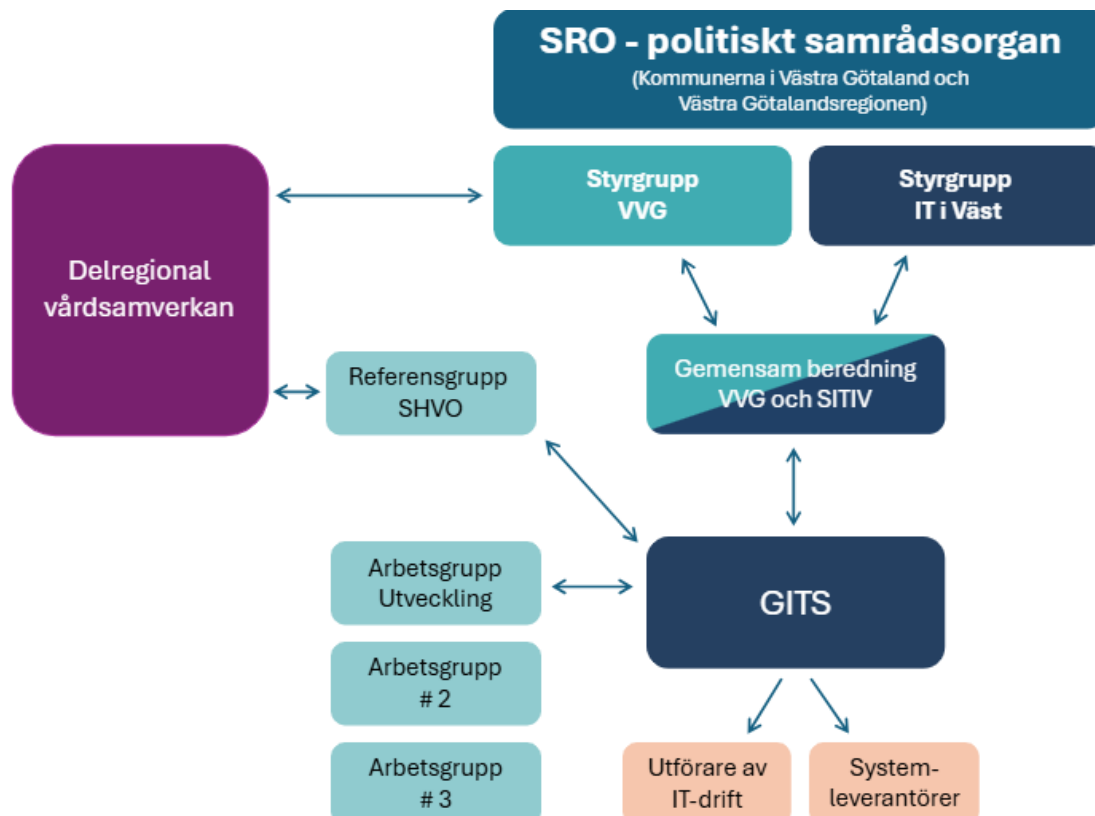 SRO - politiskt samrådsorgan
(Kommunerna i Västra Götaland och
Västra Götalandsregionen)
Styrgrupp
VVG
Styrgrupp
IT i Väst
Delregional
vårdsamverkan
Referensgrupp
SHVO
Gemensam beredning
VVG och SITIV
Arbetsgrupp
Utveckling
GITS
Arbetsgrupp
# 2
Arbetsgrupp
# 3
Utförare av
IT-drift
System-
leverantörer